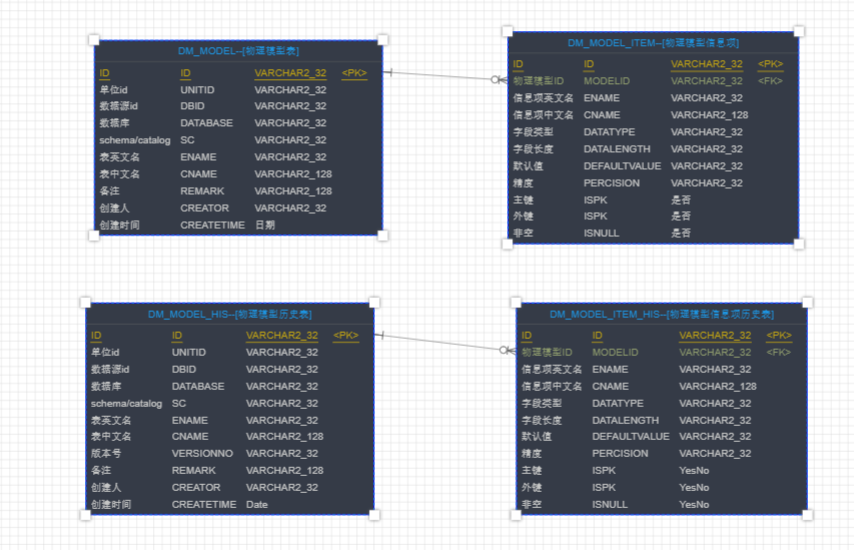 DM_MODEL--[物理模型表]
ID ID VARCHAR2_32 <PK>
单位id UNITID VARCHAR2_32
数据源id DBID VARCHAR2_32
数据库 DATABASE VARCHAR2_32
schema/catalog SC VARCHAR2_32
表英文名 ENAME VARCHAR2_32
表中文名 CNAME VARCHAR2_128
备注 REMARK VARCHAR2_128
创建人 CREATOR VARCHAR2_32
创建时间 CREATETIME 日期
DM_MODEL_ITEM--[物理模型信息项]
ID ID VARCHAR2_32 <PK>
物理模型ID MODELID VARCHAR2_32 <FK>
信息项英文名 ENAME VARCHAR2_32
信息项中文名 CNAME VARCHAR2_128
字段类型 DATATYPE VARCHAR2_32
字段长度 DATALENGTH VARCHAR2_32
默认值 DEFAULTVALUE VARCHAR2_32
精度 PERCISION VARCHAR2_32
主键 ISPK 是否
外键 ISPK 是否
非空 ISNULL 是否
DM_MODEL_HIS--[物理模型历史表]
ID ID VARCHAR2_32 <PK>
单位id UNITID VARCHAR2_32
数据源id DBID VARCHAR2_32
数据库 DATABASE VARCHAR2_32
schema/catalog SC VARCHAR2_32
表英文名 ENAME VARCHAR2_32
表中文名 CNAME VARCHAR2_128
版本号 VERSIONNO VARCHAR2_32
备注 REMARK VARCHAR2_128
创建人 CREATOR VARCHAR2_32
创建时间 CREATETIME Date
DM_MODEL_ITEM_HIS--[物理模型信息项历史表]
ID ID VARCHAR2_32 <PK>
物理模型ID MODELID VARCHAR2_32 <FK>
信息项英文名 ENAME VARCHAR2_32
信息项中文名 CNAME VARCHAR2_128
字段类型 DATATYPE VARCHAR2_32
字段长度 DATALENGTH VARCHAR2_32
默认值 DEFAULTVALUE VARCHAR2_32
精度 PERCISION VARCHAR2_32
主键 ISPK YesNo
外键 ISPK YesNo
非空 ISNULL YesNo